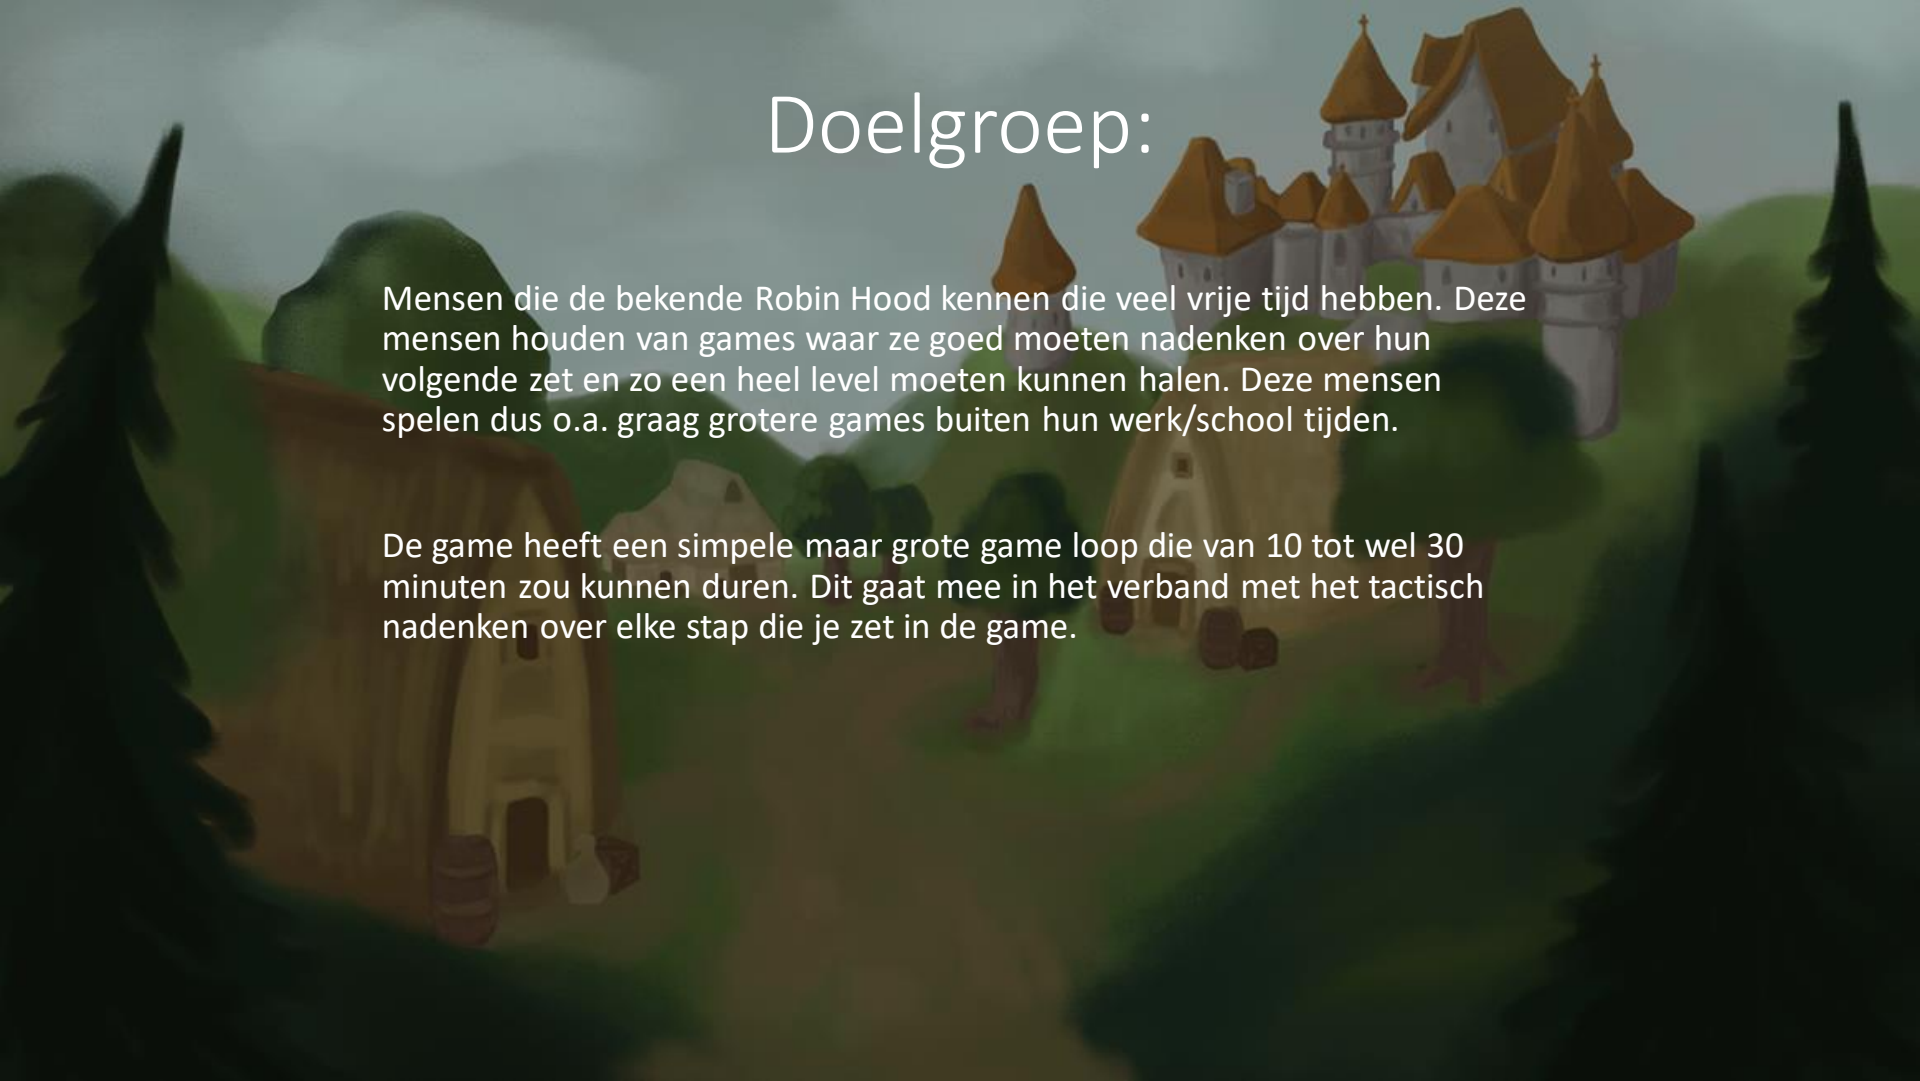 Doelgroep:
Mensen die de bekende Robin Hood kennen die veel vrije tijd hebben. Deze
mensen houden van games waar ze goed moeten nadenken over hun
volgende zet en zo een heel level moeten kunnen halen. Deze mensen
spelen dus o.a. graag grotere games buiten hun werk/school tijden.
De game heeft een simpele maar grote game loop die van 10 tot wel 30
minuten zou kunnen duren. Dit gaat mee in het verband met het tactisch
nadenken over elke stap die je zet in de game.